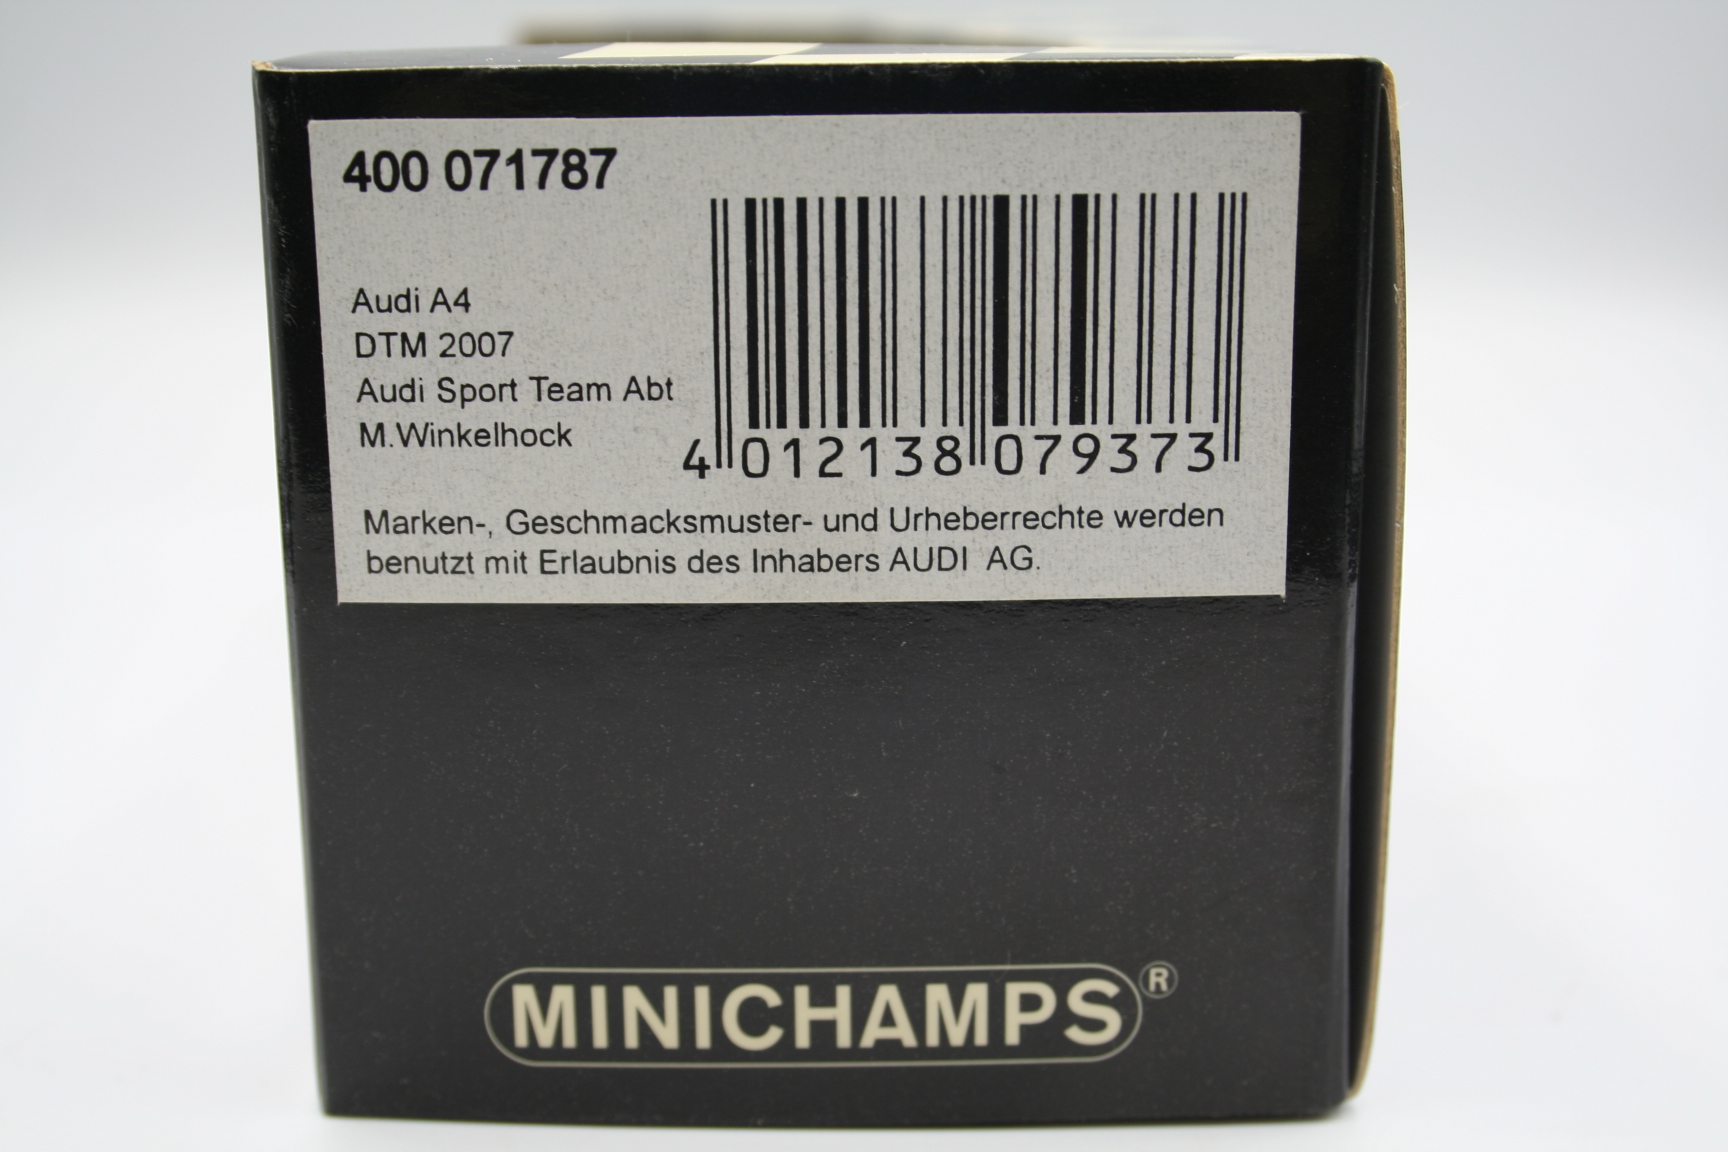 400 071787
Audi A4
DTM 2007
Audi Sport Team Abt
M.Winkelhock
4 012138 079373
Marken-, Geschmacksmuster- und Urheberrechte werden
benutzt mit Erlaubnis des Inhabers AUDI AG.
MINICHAMPS®